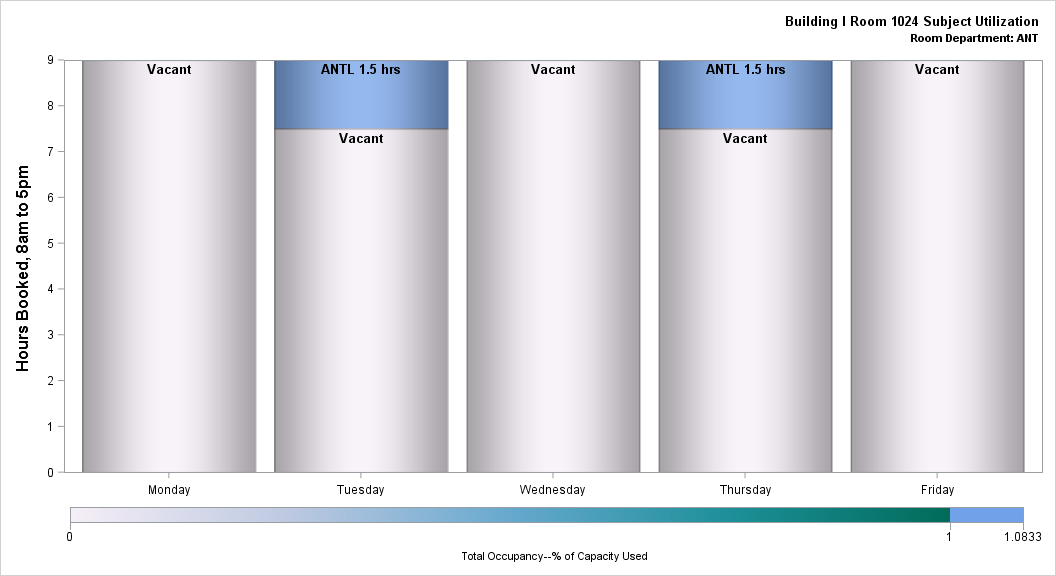 Building I Room 1024 Subject Utilization
Room Department: ANT
Hours Booked, 8am to 5pm
9
8
7
6
5
4
3
2
1
0
Vacant
ANTL 1.5 hrs
Vacant
Vacant
ANTL 1.5 hrs
Vacant
Vacant
Monday
Tuesday
Wednesday
Thursday
Friday
0
1
1.0833
Total Occupancy--% of Capacity Used